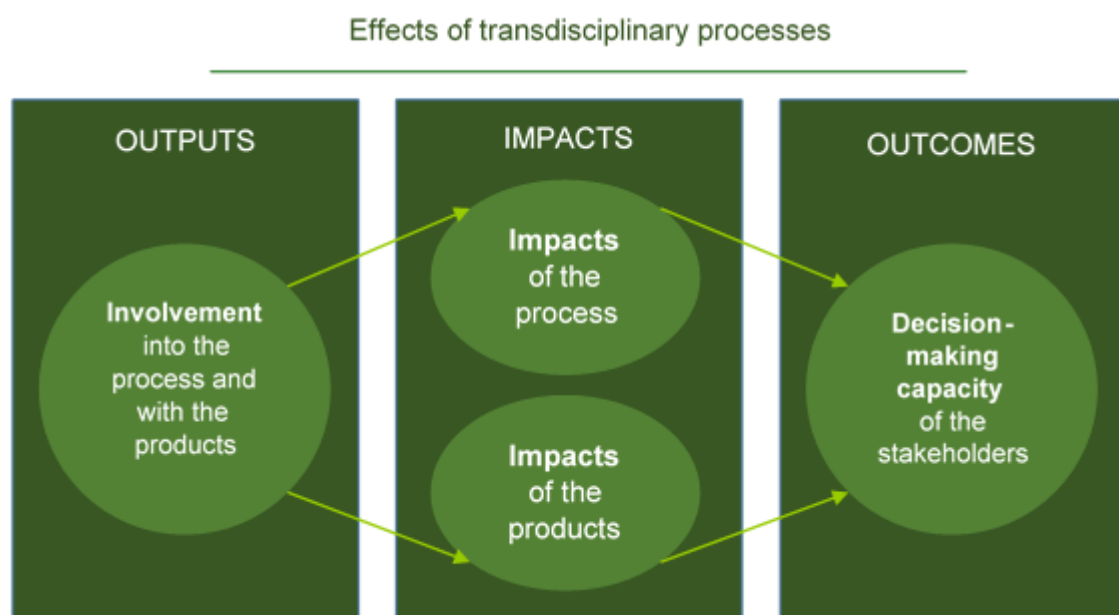 Effects of transdisciplinary processes
OUTPUTS
Involvement
into the
process and
with the
products
IMPACTS
Impacts
of the
process
Impacts
of the
products
OUTCOMES
Decision-
making
capacity
of the
stakeholders